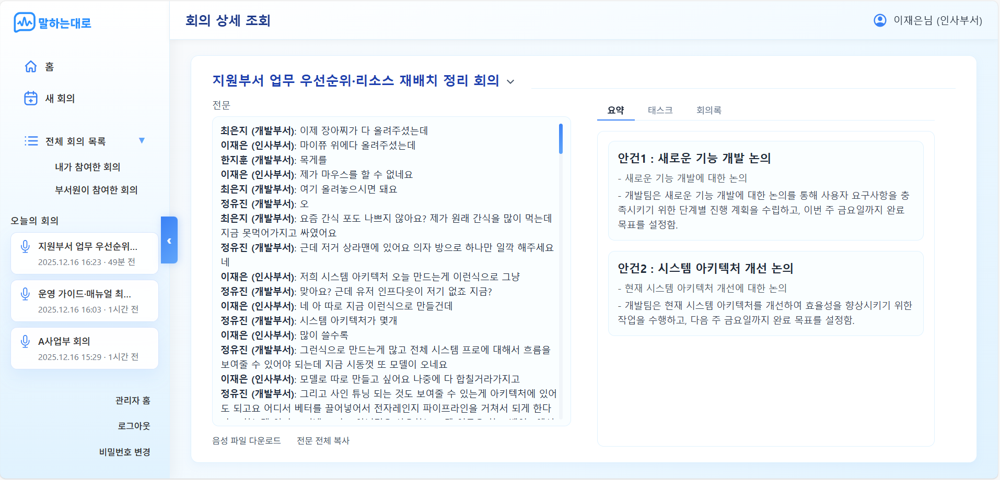 말하는대로
홈
새 회의
전체 회의 목록
내가 참여한 회의
부서원이 참여한 회의
오늘의 회의
지원부서 업무 우선순위...
2025.12.16 16:23 · 49분 전
운영 가이드·매뉴얼 최...
2025.12.16 16:03 · 1시간 전
A사업부 회의
2025.12.16 15:29 · 1시간 전
관리자 홈
로그아웃
비밀번호 변경
회의 상세 조회
이재은님 (인사부서)
지원부서 업무 우선순위·리소스 재배치 정리 회의
전문
최은지 (개발부서): 이제 장아찌가 다 올려주셨는데
이재은 (인사부서): 마이쮸 위에다 올려주셨는데
한지훈 (개발부서): 목게를
이재은 (인사부서): 제가 마우스를 할 수 없네요
최은지 (개발부서): 여기 올려놓으시면 돼요
정유진 (개발부서): 오
최은지 (개발부서): 요즘 간식 포도 나쁘지 않아요? 제가 원래 간식을 많이 먹는데
지금 못먹어가지고 싸였어요
정유진 (개발부서): 근데 저거 상라맨에 있어요 의자 방으로 하나만 일깍 해주세요
네
이재은 (인사부서): 저희 시스템 아키텍처 오늘 만드는게 이런식으로 그냥
정유진 (개발부서): 맞아요? 근데 유저 인프다웃이 저기 없죠 지금?
이재은 (인사부서): 네 아 따로 지금 이런식으로 만들건데
정유진 (개발부서): 시스템 아키텍처가 몇개
이재은 (인사부서): 많이 쓸수록
정유진 (개발부서): 그런식으로 만드는게 많고 전체 시스템 프로에 대해서 흐름을
보여줄 수 있어야 되는데 지금 시동껏 또 모델이 오네요
이재은 (인사부서): 모델로 따로 만들고 싶어요 나중에 다 합칠거라가지고
정유진 (개발부서): 그리고 사인 튜닝 되는 것도 보여줄 수 있는게 아키텍처에 있어
도 되고요 어디서 베터를 끌어넣어서 전자레인지 파이프라인을 거쳐서 되게 한다
음성 파일 다운로드
전문 전체 복사
요약
태스크
회의록
안건1 : 새로운 기능 개발 논의
- 새로운 기능 개발에 대한 논의
- 개발팀은 새로운 기능 개발에 대한 논의를 통해 사용자 요구사항을 충
족시키기 위한 단계별 진행 계획을 수립하고, 이번 주 금요일까지 완료
목표를 설정함.
안건2 : 시스템 아키텍처 개선 논의
- 현재 시스템 아키텍처 개선에 대한 논의
- 개발팀은 현재 시스템 아키텍처를 개선하여 효율성을 향상시키기 위한
작업을 수행하고, 다음 주 금요일까지 완료 목표를 설정함.